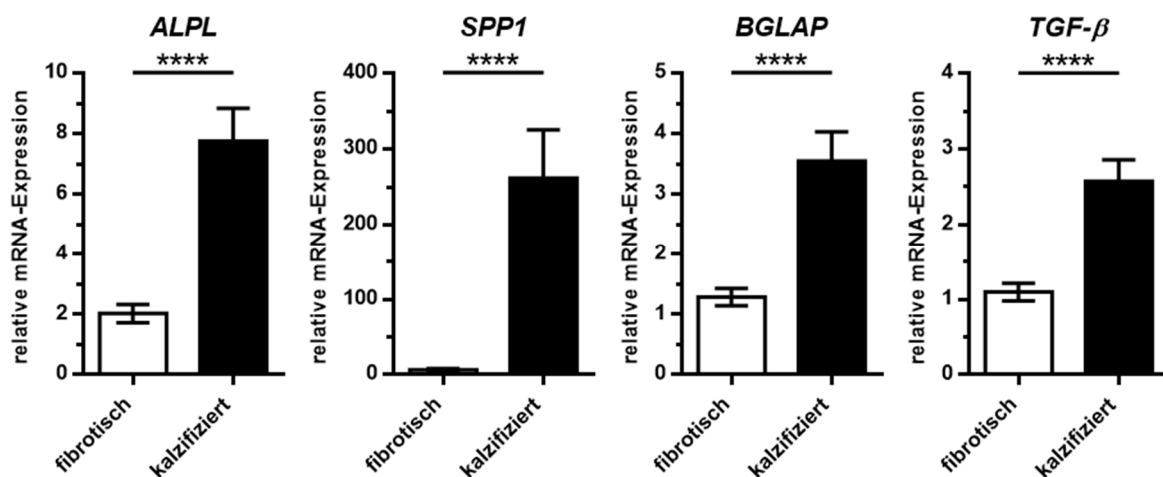 ALPL
****
relative mRNA-Expression
10
8
6
4
2
0
fibrotisch
kalzifiziert
SPP1
****
relative mRNA-Expression
400
300
200
100
0
fibrotisch
kalzifiziert
BGLAP
****
relative mRNA-Expression
5
4
3
2
1
0
fibrotisch
kalzifiziert
TGF-β
****
relative mRNA-Expression
4
3
2
1
0
fibrotisch
kalzifiziert